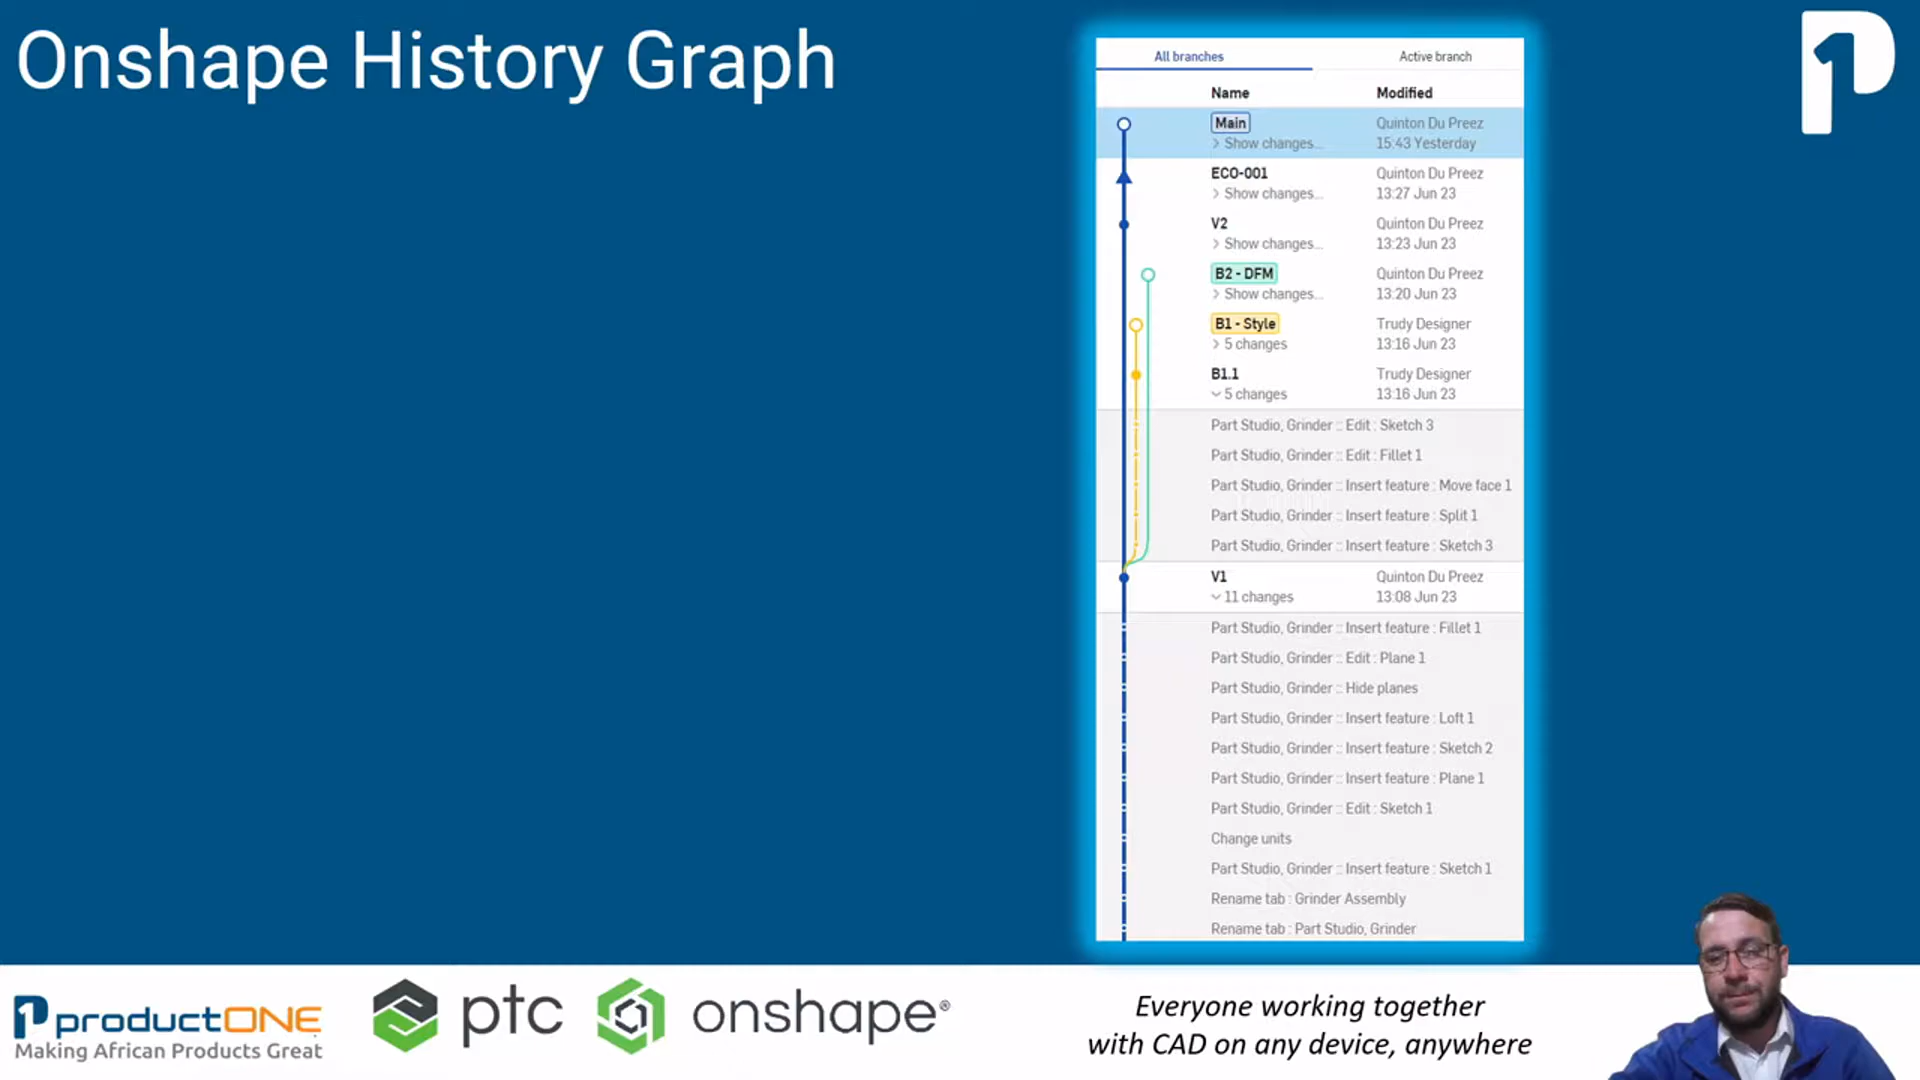 Onshape History Graph
All branches Active branch
Name Modified
Main Quinton Du Preez
Show changes... 15:43 Yesterday
ECO-001 Quinton Du Preez
Show changes... 13:27 Jun 23
V2 Quinton Du Preez
Show changes... 13:23 Jun 23
B2 - DFM Quinton Du Preez
Show changes... 13:20 Jun 23
B1 - Style Trudy Designer
5 changes 13:16 Jun 23
B1.1 Trudy Designer
5 changes 13:16 Jun 23
Part Studio, Grinder :: Edit : Sketch 3
Part Studio, Grinder :: Edit : Fillet 1
Part Studio, Grinder :: Insert feature : Move face 1
Part Studio, Grinder :: Insert feature : Split 1
Part Studio, Grinder :: Insert feature : Sketch 3
V1 Quinton Du Preez
11 changes 13:08 Jun 23
Part Studio, Grinder :: Insert feature : Fillet 1
Part Studio, Grinder :: Edit : Plane 1
Part Studio, Grinder :: Hide planes
Part Studio, Grinder :: Insert feature : Loft 1
Part Studio, Grinder :: Insert feature : Sketch 2
Part Studio, Grinder :: Insert feature : Plane 1
Part Studio, Grinder :: Edit : Sketch 1
Change units
Part Studio, Grinder :: Insert feature : Sketch 1
Rename tab : Grinder Assembly
Rename tab : Part Studio, Grinder
productONE
Making African Products Great
ptc
onshape®
Everyone working together
with CAD on any device, anywhere